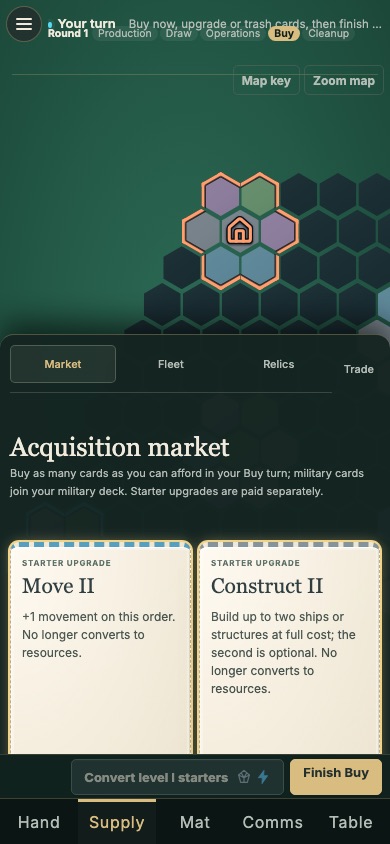 Your turn Buy now, upgrade or trash cards, then finish ...
Round 1 Production Draw Operations Buy Cleanup
Map key Zoom map
Market Fleet Relics Trade
Acquisition market
Buy as many cards as you can afford in your Buy turn; military cards
join your military deck. Starter upgrades are paid separately.
STARTER UPGRADE
Move II
+1 movement on this order.
No longer converts to
resources.
STARTER UPGRADE
Construct II
Build up to two ships or
structures at full cost; the
second is optional. No
longer converts to
resources.
Convert level I starters Finish Buy
Hand Supply Mat Comms Table